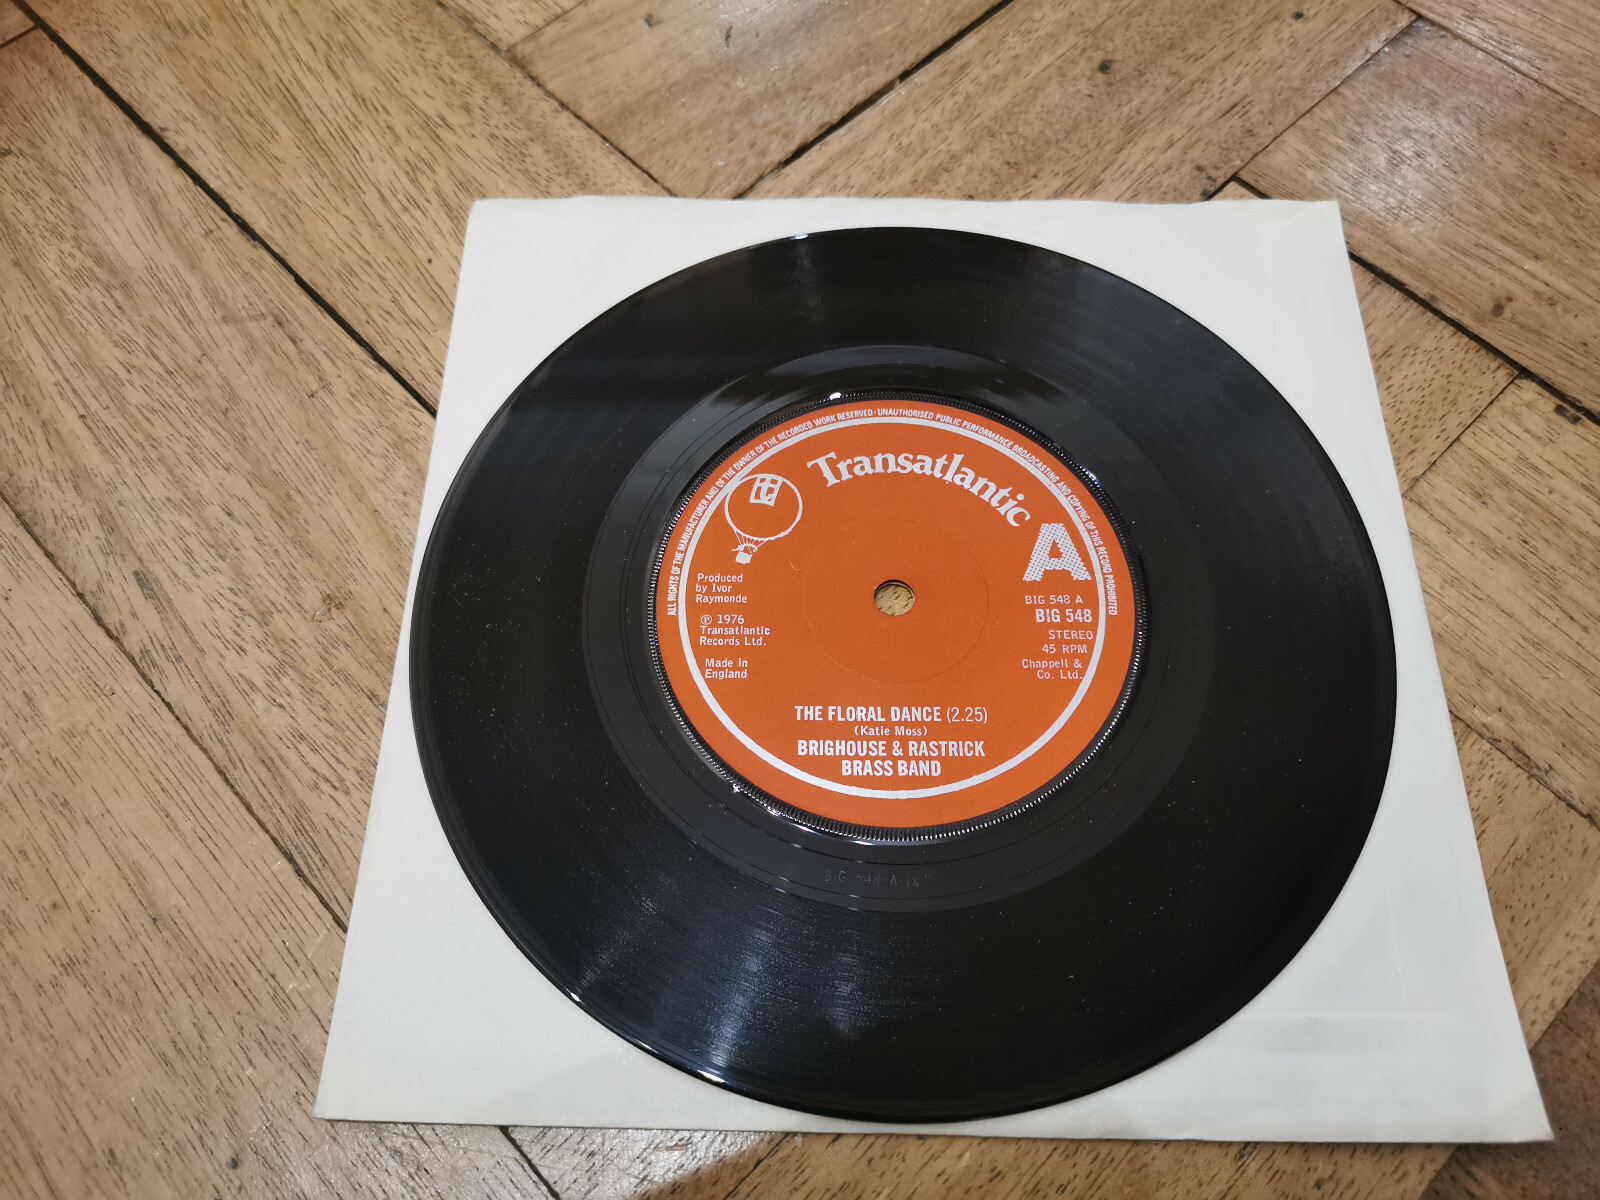 ALL RIGHTS OF THE MANUFACTURER AND OF THE OWNER OF THE RECORDED WORK RESERVED · UNAUTHORISED PUBLIC PERFORMANCE BROADCASTING AND COPYING OF THIS RECORD PROHIBITED
Transatlantic
A
Produced
by Ivor
Raymonde
℗ 1976
Transatlantic
Records Ltd.
Made in
England
BIG 548 A
BIG 548
STEREO
45 RPM
Chappell &
Co. Ltd.
THE FLORAL DANCE (2.25)
(Katie Moss)
BRIGHOUSE & RASTRICK
BRASS BAND